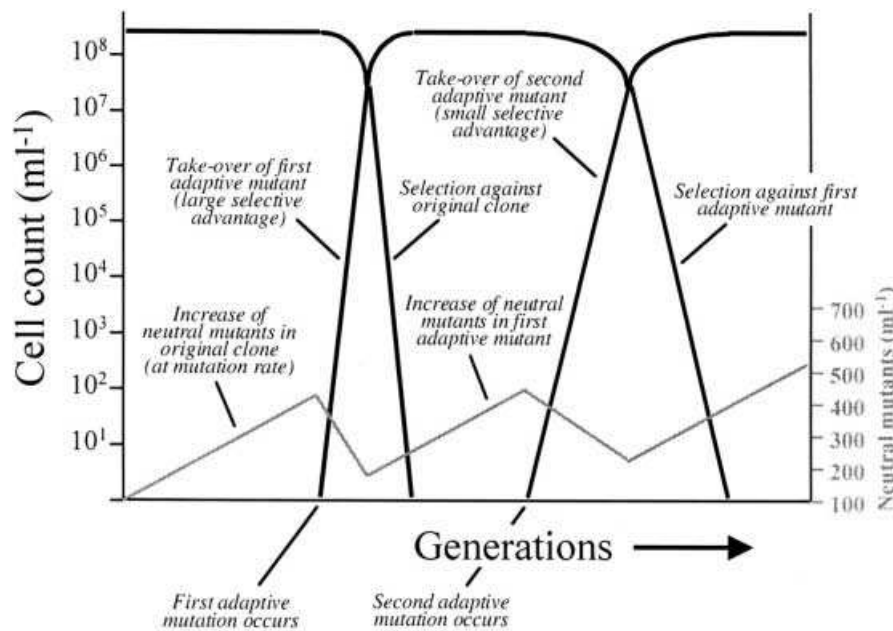 Cell count (ml⁻¹)
10⁸
10⁷
10⁶
10⁵
10⁴
10³
10²
10¹
Take-over of first
adaptive mutant
(large selective
advantage)
Selection against
original clone
Take-over of second
adaptive mutant
(small selective
advantage)
Selection against first
adaptive mutant
Increase of
neutral mutants in
original clone
(at mutation rate)
Increase of neutral
mutants in first
adaptive mutant
700
600
500
400
300
200
100
Neutral mutants (ml⁻¹)
Generations
First adaptive
mutation occurs
Second adaptive
mutation occurs